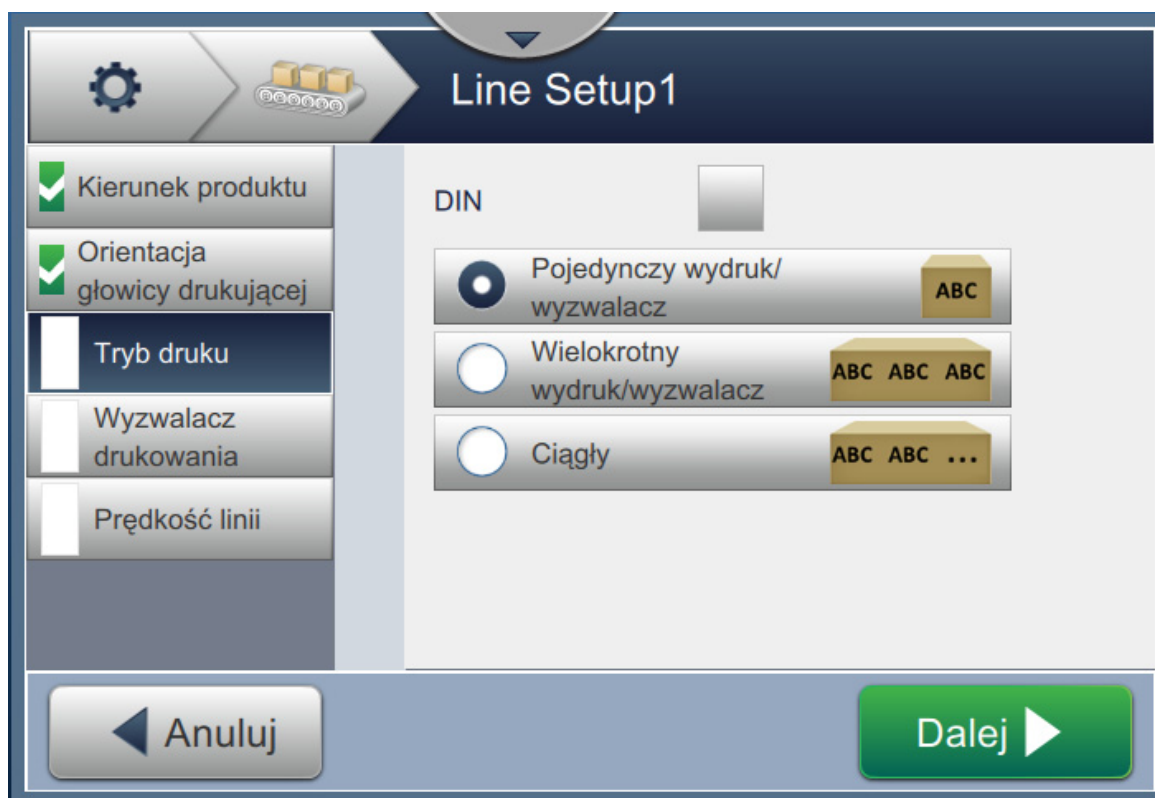 Line Setup1
Kierunek produktu
Orientacja
głowicy drukującej
Tryb druku
Wyzwalacz
drukowania
Prędkość linii
DIN
Pojedynczy wydruk/
wyzwalacz
ABC
Wielokrotny
wydruk/wyzwalacz
ABC ABC ABC
Ciągły
ABC ABC ...
Anuluj
Dalej